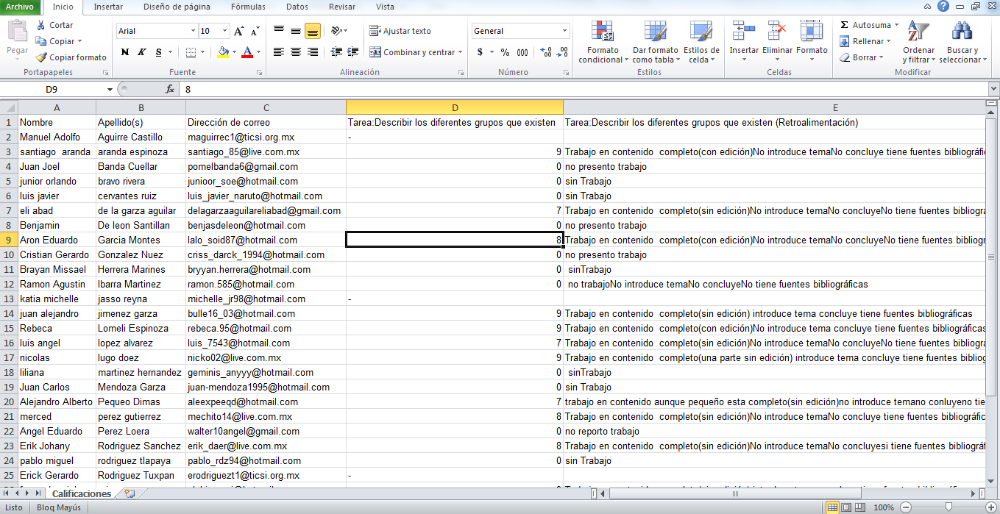 Archivo Inicio Insertar Diseño de página Fórmulas Datos Revisar Vista
Pegar Cortar Copiar Copiar formato Portapapeles
Arial 10 N K S Fuente
Ajustar texto Combinar y centrar Alineación
General $ % 000 Número
Formato condicional Dar formato como tabla Estilos de celda Estilos
Insertar Eliminar Formato Celdas
Σ Autosuma Rellenar Borrar Ordenar y filtrar Buscar y seleccionar Modificar
D9 fx 8
A B C D E
1 Nombre Apellido(s) Dirección de correo Tarea:Describir los diferentes grupos que existen Tarea:Describir los diferentes grupos que existen (Retroalimentación)
2 Manuel Adolfo Aguirre Castillo maguirrec1@ticsi.org.mx -
3 santiago aranda aranda espinoza santiago_85@live.com.mx 9 Trabajo en contenido completo(con edición)No introduce temaNo concluye tiene fuentes bibliográfi
4 Juan Joel Banda Cuellar pomelbanda6@gmail.com 0 no presento trabajo
5 junior orlando bravo rivera junioor_soe@hotmail.com 0 sin Trabajo
6 luis javier cervantes ruiz luis_javier_naruto@hotmail.com 0 sin Trabajo
7 eli abad de la garza aguilar delagarzaaguilareliabad@gmail.com 7 Trabajo en contenido completo(sin edición)No introduce temaNo concluyeNo tiene fuentes bibliogra
8 Benjamin De leon Santillan benjasdeleon@hotmail.com 0 no presento trabajo
9 Aron Eduardo Garcia Montes lalo_soid87@hotmail.com 8 Trabajo en contenido completo(con edición)No introduce temaNo concluyeNo tiene fuentes bibliogr
10 Cristian Gerardo Gonzalez Nuez criss_darck_1994@hotmail.com 0 no presento trabajo
11 Brayan Missael Herrera Marines bryyan.herrera@hotmail.com 0 sinTrabajo
12 Ramon Agustin Ibarra Martinez ramon.585@hotmail.com 0 no trabajoNo introduce temaNo concluyeNo tiene fuentes bibliográficas
13 katia michelle jasso reyna michelle_jr98@hotmail.com -
14 juan alejandro jimenez garza bulle16_03@hotmail.com 9 Trabajo en contenido completo(sin edición) introduce tema concluye tiene fuentes bibliográficas
15 Rebeca Lomeli Espinoza rebeca.95@hotmail.com 9 Trabajo en contenido completo(con edición)No introduce tema concluye tiene fuentes bibliográficas
16 luis angel lopez alvarez luis_7543@hotmail.com 7 Trabajo en contenido completo(sin edición)No introduce temaNo concluyeNo tiene fuentes bibliogra
17 nicolas lugo doez nicko02@live.com.mx 9 Trabajo en contenido completo(una parte sin edición) introduce tema concluye tiene fuentes bibliog
18 liliana martinez hernandez geminis_anyyy@hotmail.com 0 sinTrabajo
19 Juan Carlos Mendoza Garza juan-mendoza1995@hotmail.com 0 sin Trabajo
20 Alejandro Alberto Pequeo Dimas aleexpeeqd@hotmail.com 7 trabajo en contenido aunque pequeño esta completo(sin edición)no introduce temano conluyeno tie
21 merced perez gutierrez mechito14@live.com.mx 8 Trabajo en contenido completo(sin edición)No introduce temaNo concluye tiene fuentes bibliográfic
22 Angel Eduardo Perez Loera walter10angel@gmail.com 0 no reporto trabajo
23 Erik Johany Rodriguez Sanchez erik_daer@live.com.mx 8 Trabajo en contenido completo(sin edición)No introduce temaNo concluyesi tiene fuentes bibliográf
24 pablo miguel rodriguez tlapaya pablo_rdz94@hotmail.com 0 sin Trabajo
25 Erick Gerardo Rodriguez Tuxpan erodriguezt1@ticsi.org.mx -
Calificaciones
Listo Bloq Mayús 100%